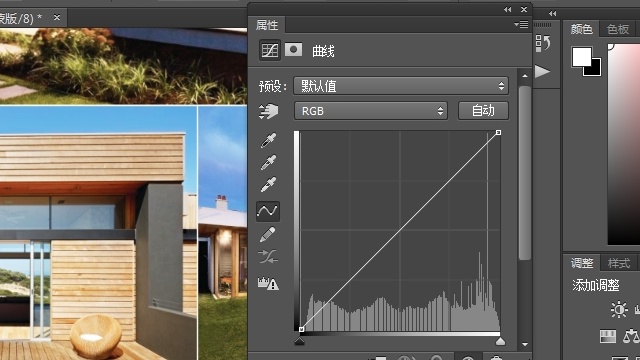 蒙版/8) * ×
属性
曲线
预设: 默认值
RGB 自动
颜色 色板
调整 样式
添加调整